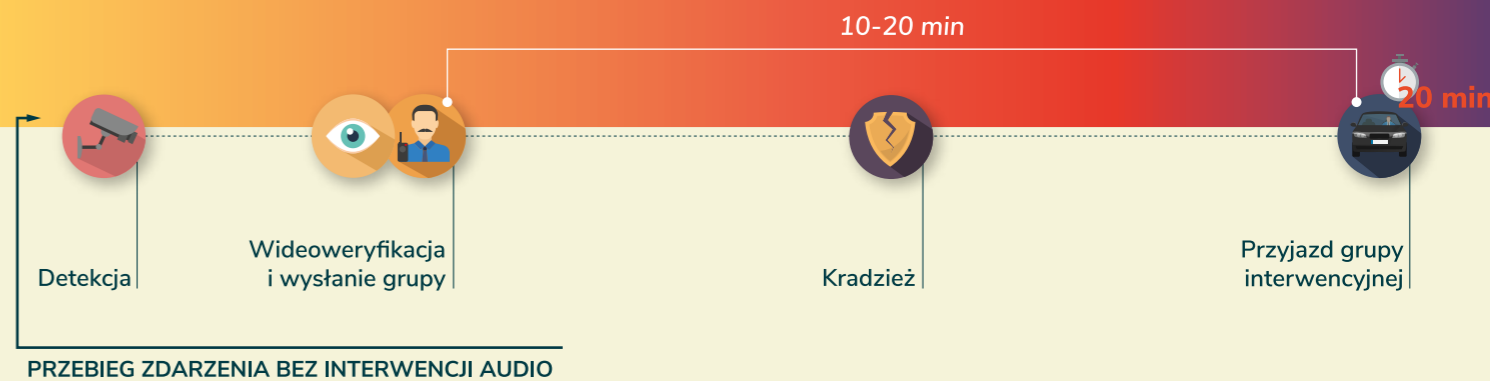 10-20 min
20 min
Detekcja
Wideoweryfikacja
i wysłanie grupy
Kradzież
Przyjazd grupy
interwencyjnej
PRZEBIEG ZDARZENIA BEZ INTERWENCJI AUDIO